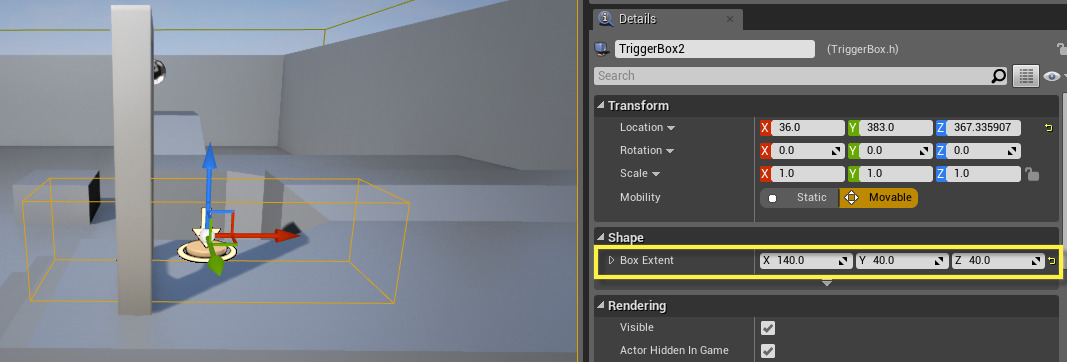 Details
TriggerBox2 (TriggerBox.h)
Search
Transform
Location X 36.0 Y 383.0 Z 367.335907
Rotation X 0.0 Y 0.0 Z 0.0
Scale X 1.0 Y 1.0 Z 1.0
Mobility Static Movable
Shape
Box Extent X 140.0 Y 40.0 Z 40.0
Rendering
Visible
Actor Hidden In Game